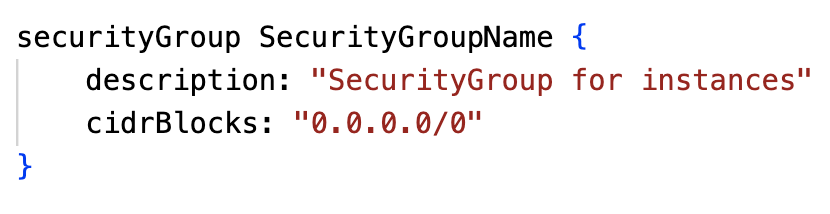 securityGroup SecurityGroupName {
    description: "SecurityGroup for instances"
    cidrBlocks: "0.0.0.0/0"
}